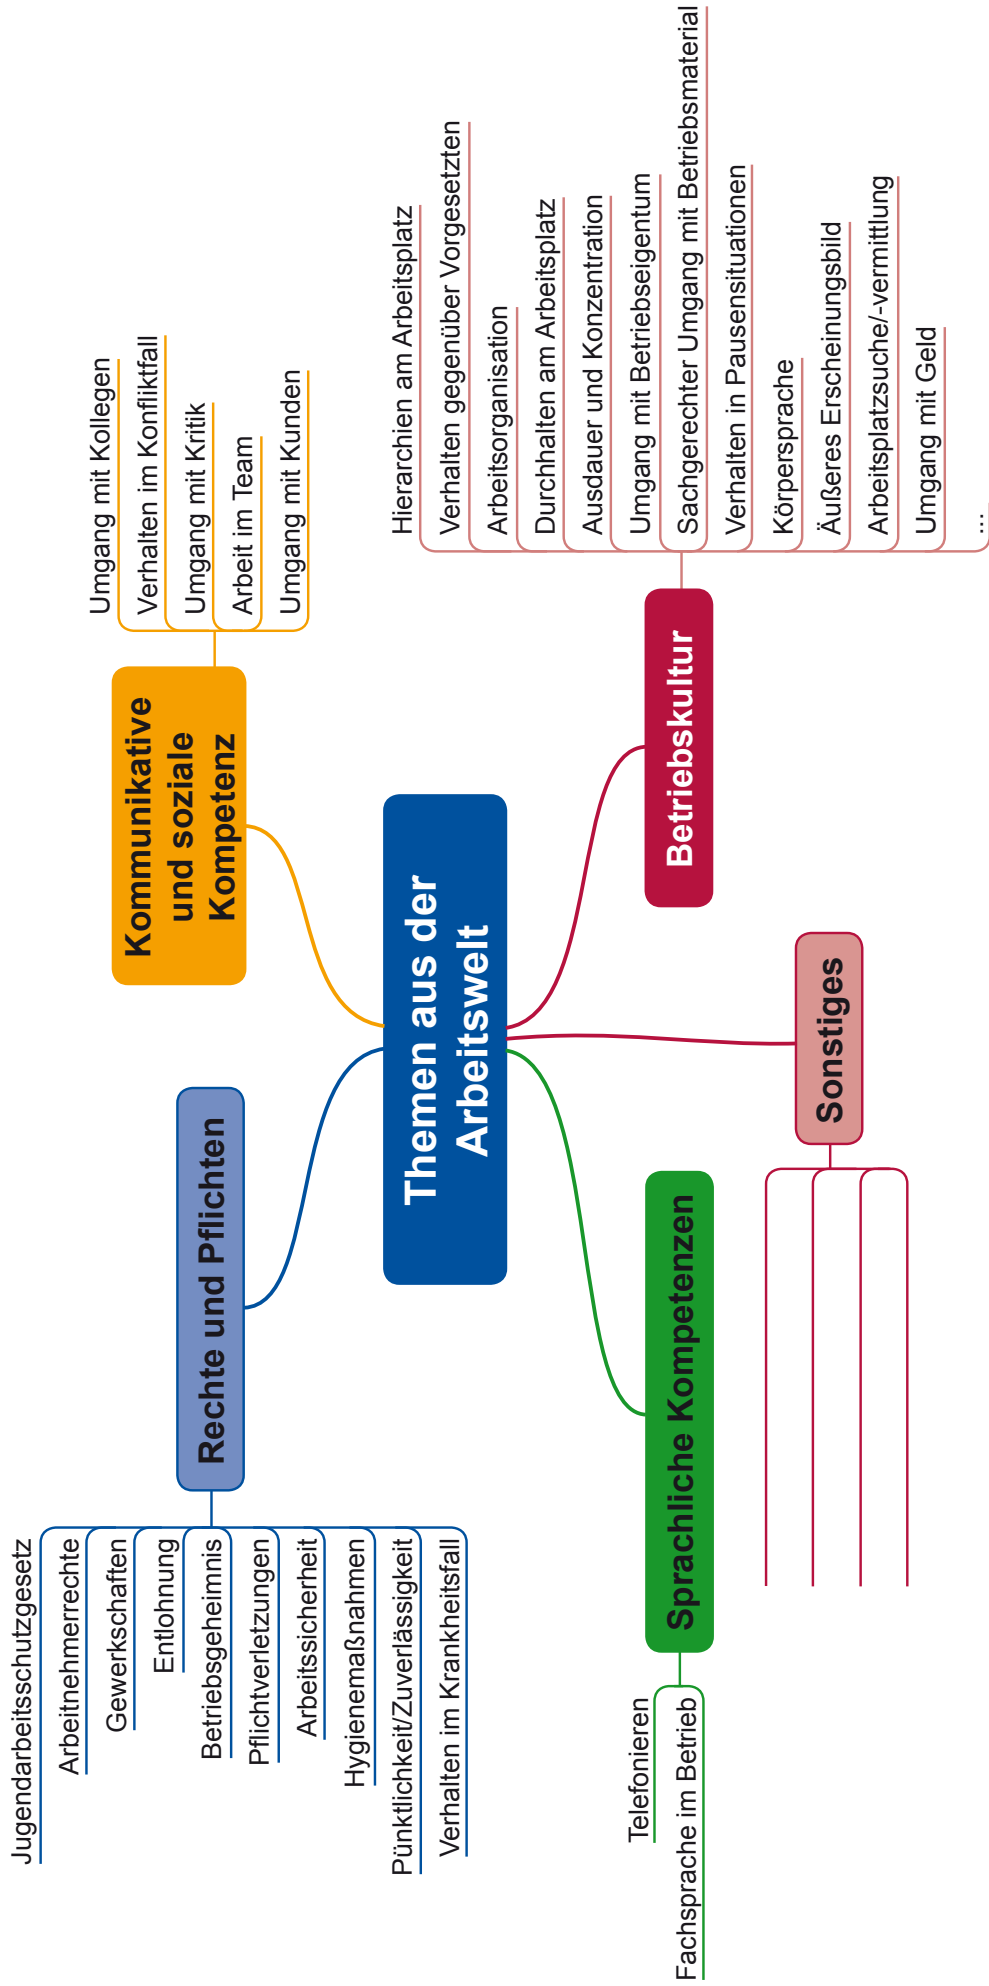 Themen aus der
Arbeitswelt
Rechte und Pflichten
Jugendarbeitsschutzgesetz
Arbeitnehmerrechte
Gewerkschaften
Entlohnung
Betriebsgeheimnis
Pflichtverletzungen
Arbeitssicherheit
Hygienemaßnahmen
Pünktlichkeit/Zuverlässigkeit
Verhalten im Krankheitsfall
Kommunikative
und soziale
Kompetenz
Umgang mit Kollegen
Verhalten im Konfliktfall
Umgang mit Kritik
Arbeit im Team
Umgang mit Kunden
Sprachliche Kompetenzen
Telefonieren
Fachsprache im Betrieb
Sonstiges
Betriebskultur
Hierarchien am Arbeitsplatz
Verhalten gegenüber Vorgesetzten
Arbeitsorganisation
Durchhalten am Arbeitsplatz
Ausdauer und Konzentration
Umgang mit Betriebseigentum
Sachgerechter Umgang mit Betriebsmaterial
Verhalten in Pausensituationen
Körpersprache
Äußeres Erscheinungsbild
Arbeitsplatzsuche/-vermittlung
Umgang mit Geld
...